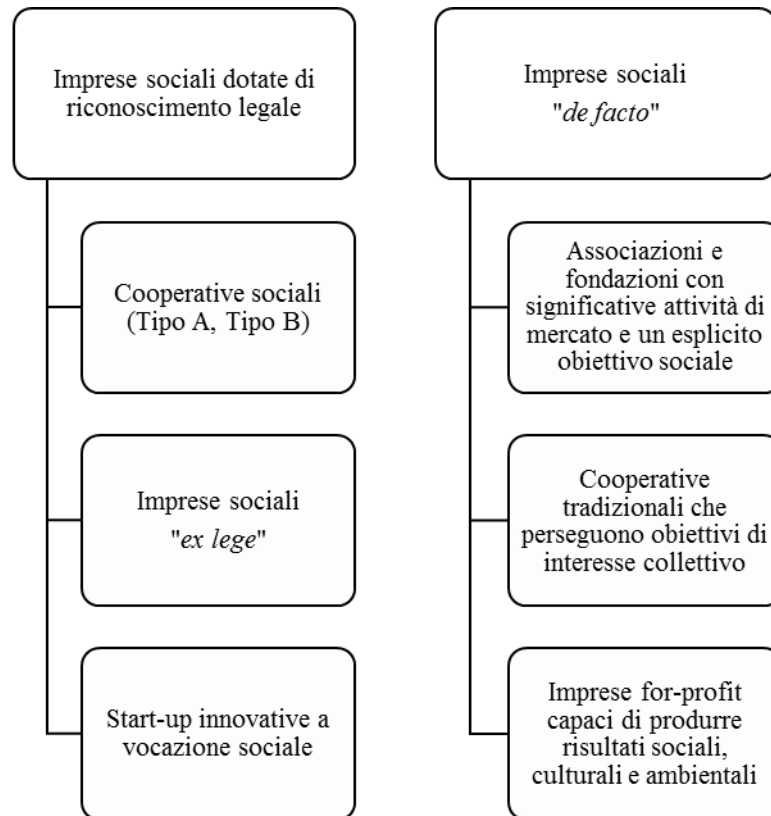 Imprese sociali dotate di
riconoscimento legale
Cooperative sociali
(Tipo A, Tipo B)
Imprese sociali
"ex lege"
Start-up innovative a
vocazione sociale
Imprese sociali
"de facto"
Associazioni e
fondazioni con
significative attività di
mercato e un esplicito
obiettivo sociale
Cooperative
tradizionali che
perseguono obiettivi di
interesse collettivo
Imprese for-profit
capaci di produrre
risultati sociali,
culturali e ambientali